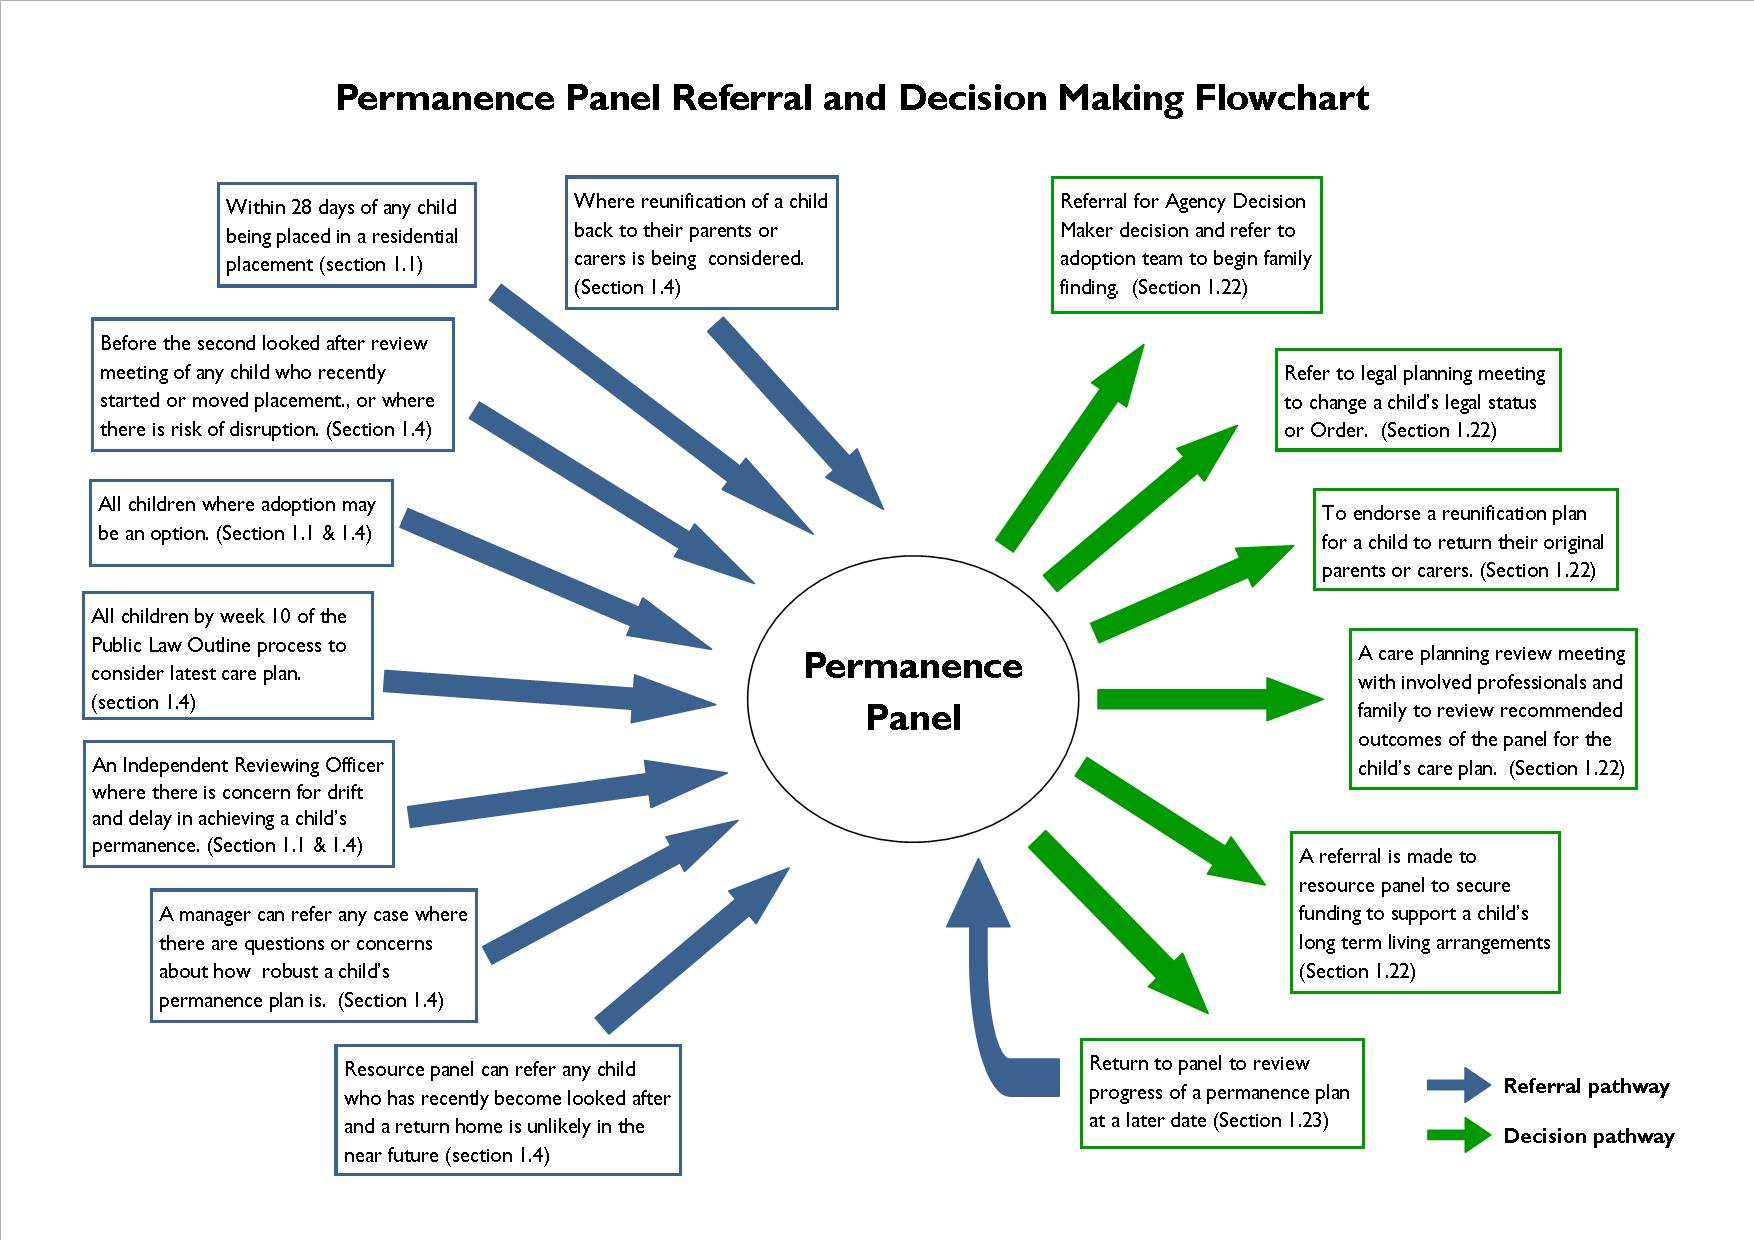 Permanence Panel Referral and Decision Making Flowchart
Within 28 days of any child
being placed in a residential
placement (section 1.1)
Where reunification of a child
back to their parents or
carers is being  considered.
(Section 1.4)
Before the second looked after review
meeting of any child who recently
started or moved placement., or where
there is risk of disruption. (Section 1.4)
All children where adoption may
be an option. (Section 1.1 & 1.4)
All children by week 10 of the
Public Law Outline process to
consider latest care plan.
(section 1.4)
An Independent Reviewing Officer
where there is concern for drift
and delay in achieving a child's
permanence. (Section 1.1 & 1.4)
A manager can refer any case where
there are questions or concerns
about how  robust a child's
permanence plan is.  (Section 1.4)
Resource panel can refer any child
who has recently become looked after
and a return home is unlikely in the
near future (section 1.4)
Permanence
Panel
Referral for Agency Decision
Maker decision and refer to
adoption team to begin family
finding.  (Section 1.22)
Refer to legal planning meeting
to change a child's legal status
or Order.  (Section 1.22)
To endorse a reunification plan
for a child to return their original
parents or carers. (Section 1.22)
A care planning review meeting
with involved professionals and
family to review recommended
outcomes of the panel for the
child's care plan.  (Section 1.22)
A referral is made to
resource panel to secure
funding to support a child's
long term living arrangements
(Section 1.22)
Return to panel to review
progress of a permanence plan
at a later date (Section 1.23)
Referral pathway
Decision pathway